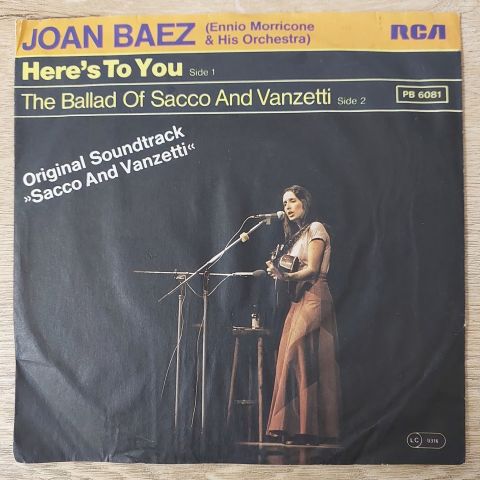 JOAN BAEZ (Ennio Morricone
& His Orchestra)
RCA
Here's To You Side 1
The Ballad Of Sacco And Vanzetti Side 2
PB 6081
Original Soundtrack
»Sacco And Vanzetti«
LC 0316